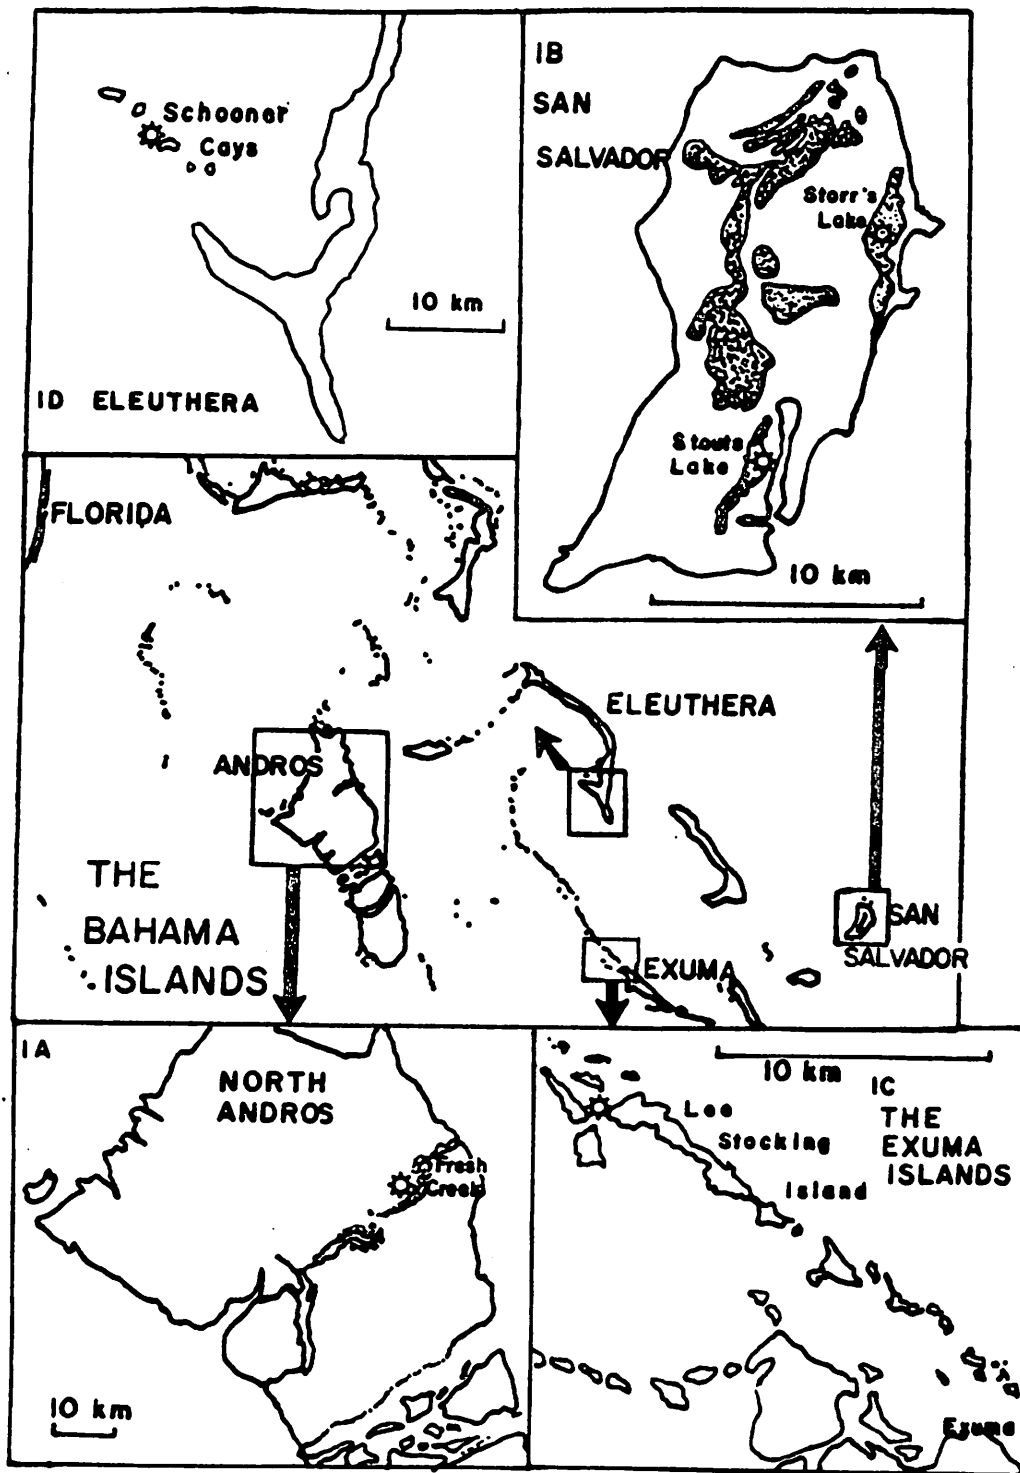 Schooner
Cays
10 km
1D ELEUTHERA
1B
SAN
SALVADOR
Storr's
Lake
Stouts
Lake
10 km
FLORIDA
ELEUTHERA
ANDROS
THE
BAHAMA
ISLANDS
SAN
SALVADOR
EXUMA
1A
NORTH
ANDROS
Fresh
Creek
10 km
10 km
1C
THE
EXUMA
ISLANDS
Lee
Stocking
Island
Exuma